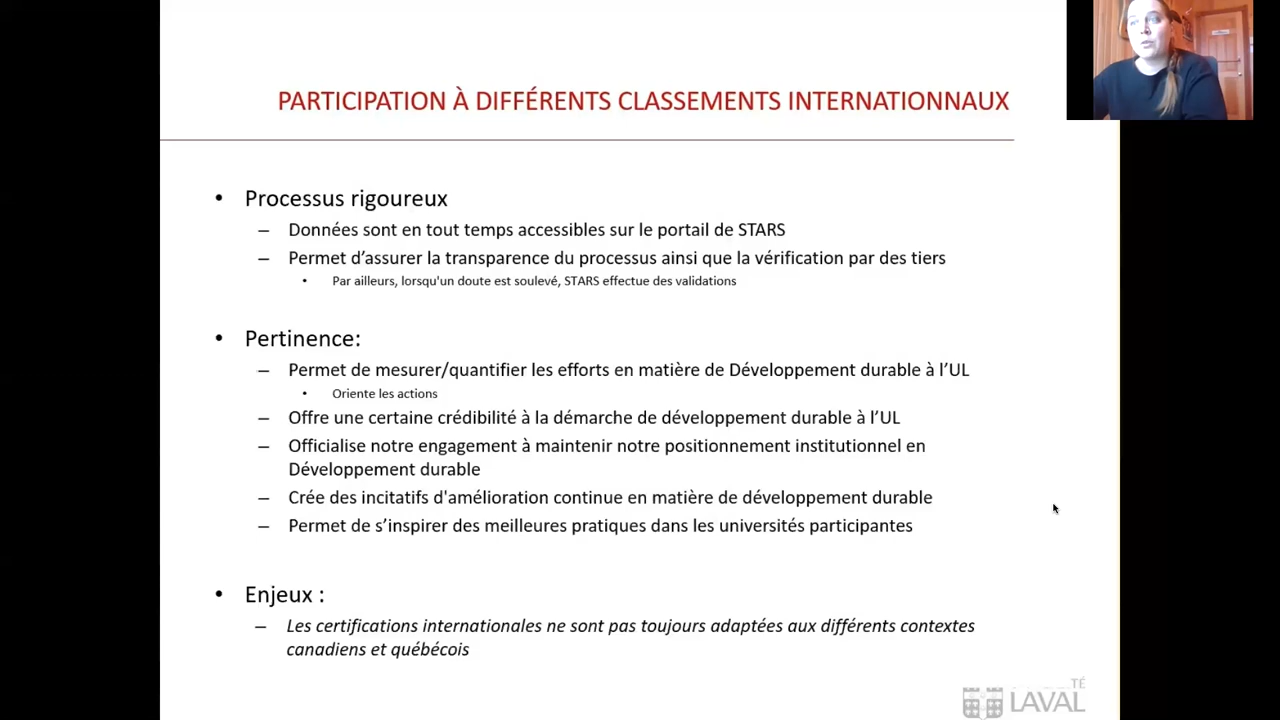 PARTICIPATION À DIFFÉRENTS CLASSEMENTS INTERNATIONNAUX
• Processus rigoureux
– Données sont en tout temps accessibles sur le portail de STARS
– Permet d’assurer la transparence du processus ainsi que la vérification par des tiers
• Par ailleurs, lorsqu'un doute est soulevé, STARS effectue des validations
• Pertinence:
– Permet de mesurer/quantifier les efforts en matière de Développement durable à l’UL
• Oriente les actions
– Offre une certaine crédibilité à la démarche de développement durable à l’UL
– Officialise notre engagement à maintenir notre positionnement institutionnel en
Développement durable
– Crée des incitatifs d'amélioration continue en matière de développement durable
– Permet de s’inspirer des meilleures pratiques dans les universités participantes
• Enjeux :
– Les certifications internationales ne sont pas toujours adaptées aux différents contextes
canadiens et québécois
TÉ
LAVAL